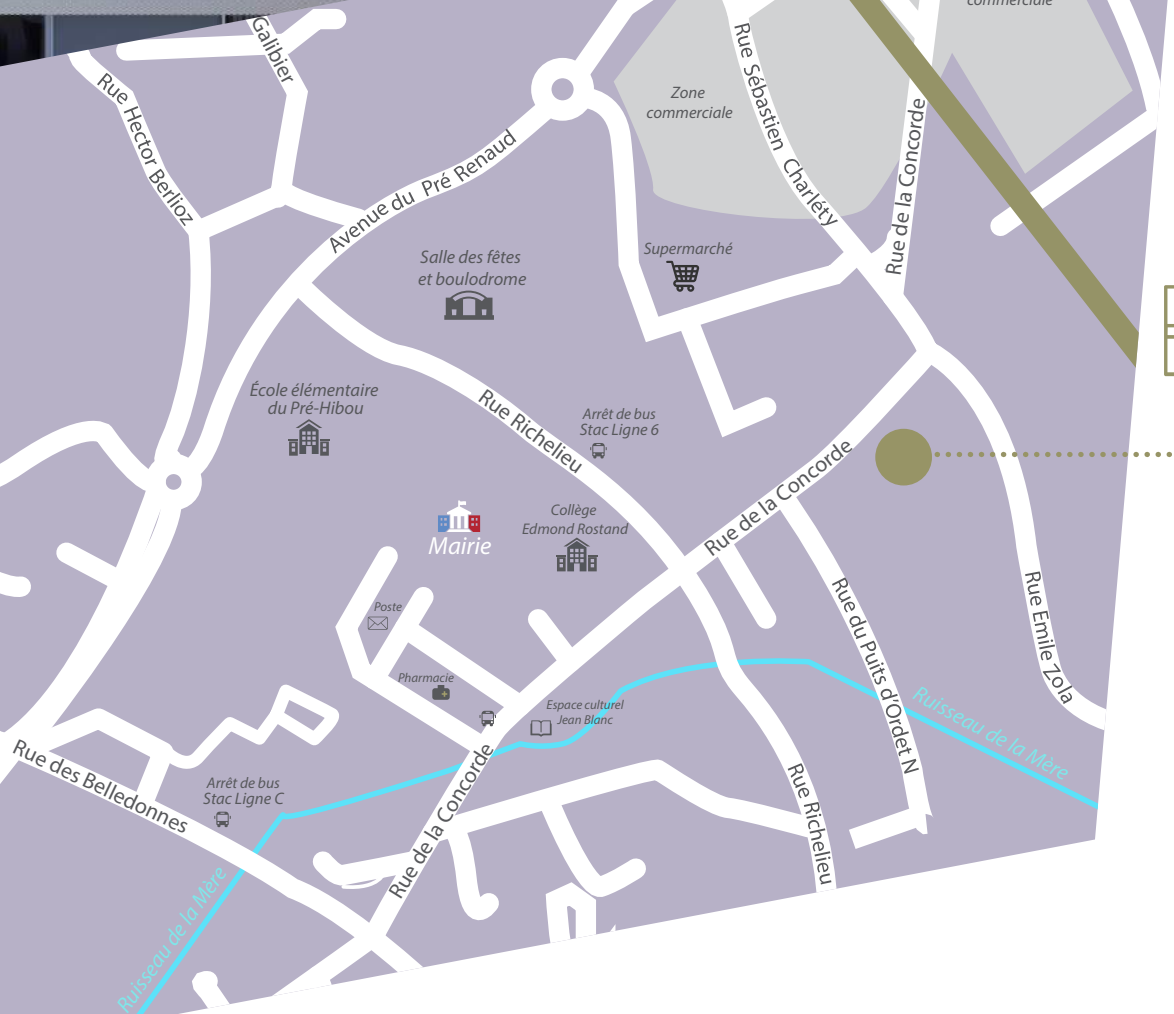 commerciale
Galibier
Rue Hector Berlioz
Avenue du Pré Renaud
Zone
commerciale
Rue Sébastien Charléty
Rue de la Concorde
Salle des fêtes
et boulodrome
Supermarché
École élémentaire
du Pré-Hibou
Rue Richelieu
Arrêt de bus
Stac Ligne 6
Rue de la Concorde
Mairie
Collège
Edmond Rostand
Poste
Pharmacie
Espace culturel
Jean Blanc
Rue du Puits d'Ordet N
Rue Emile Zola
Ruisseau de la Mère
Rue des Belledonnes
Arrêt de bus
Stac Ligne C
Rue de la Concorde
Rue Richelieu
Ruisseau de la Mère